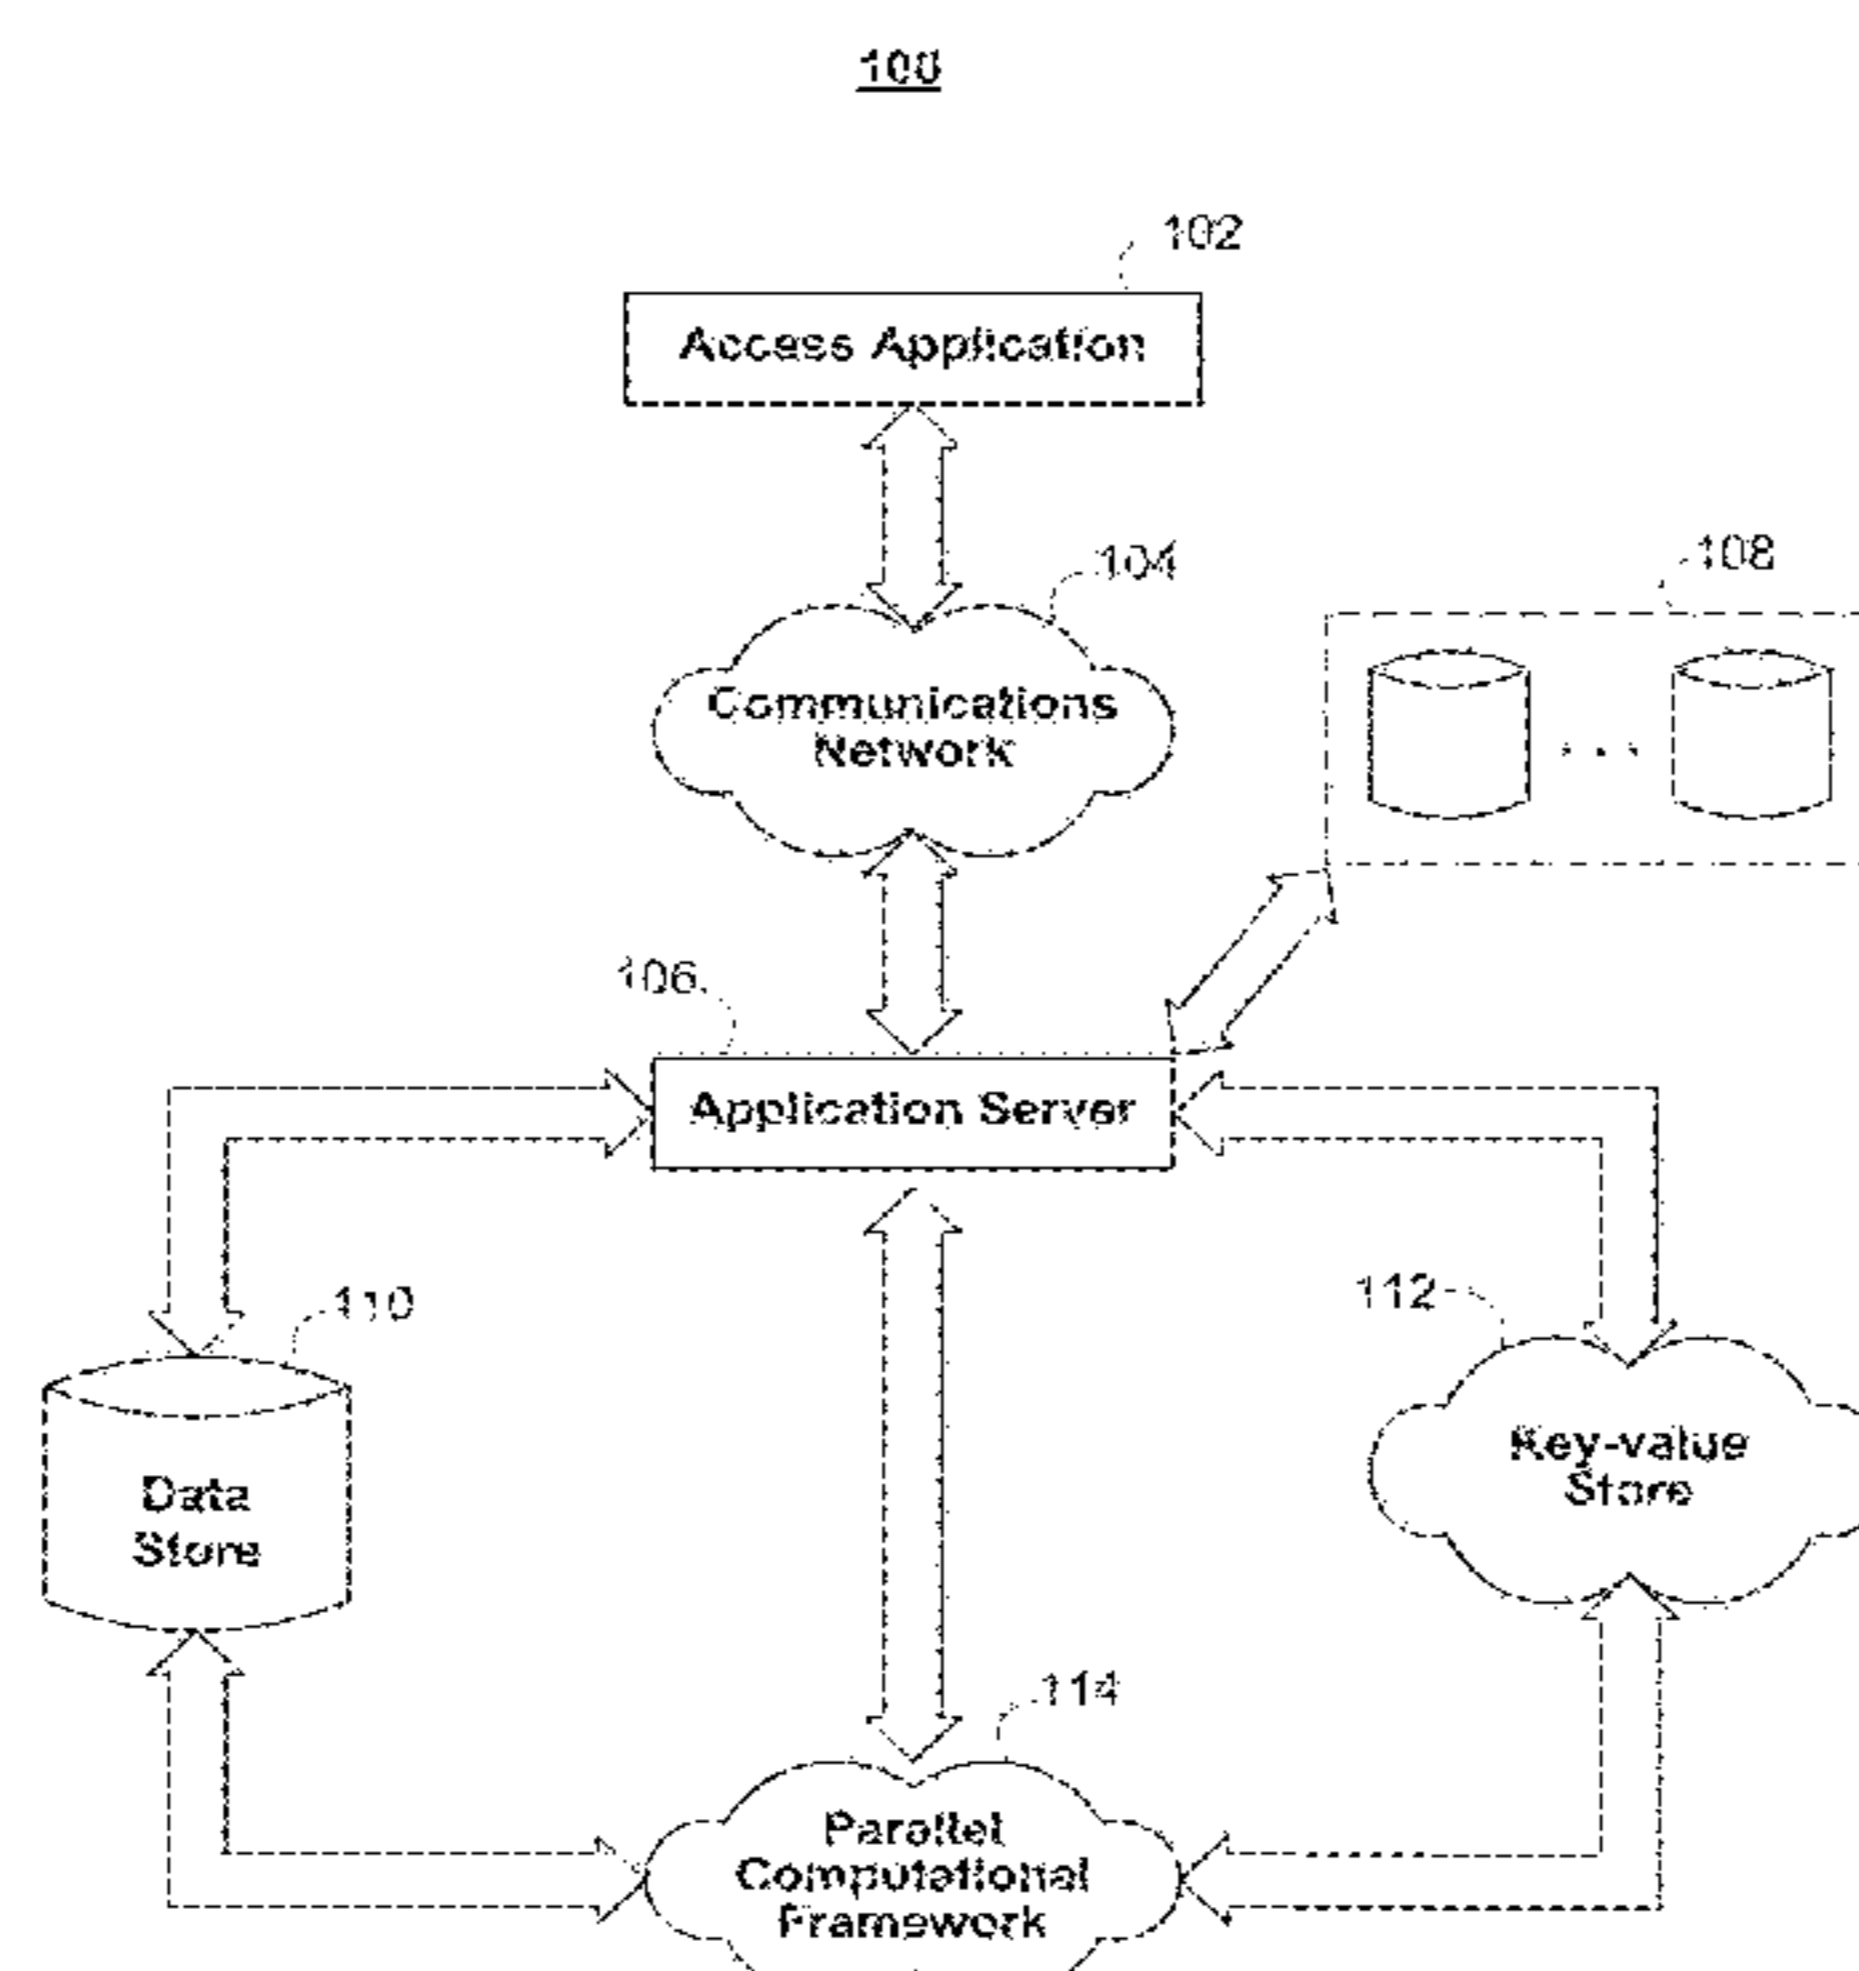 100
102
Access Application
104
108
Communications
Network
. . .
106
Application Server
110
112
Data
Store
Key-value
Store
114
Parallel
Computational
Framework